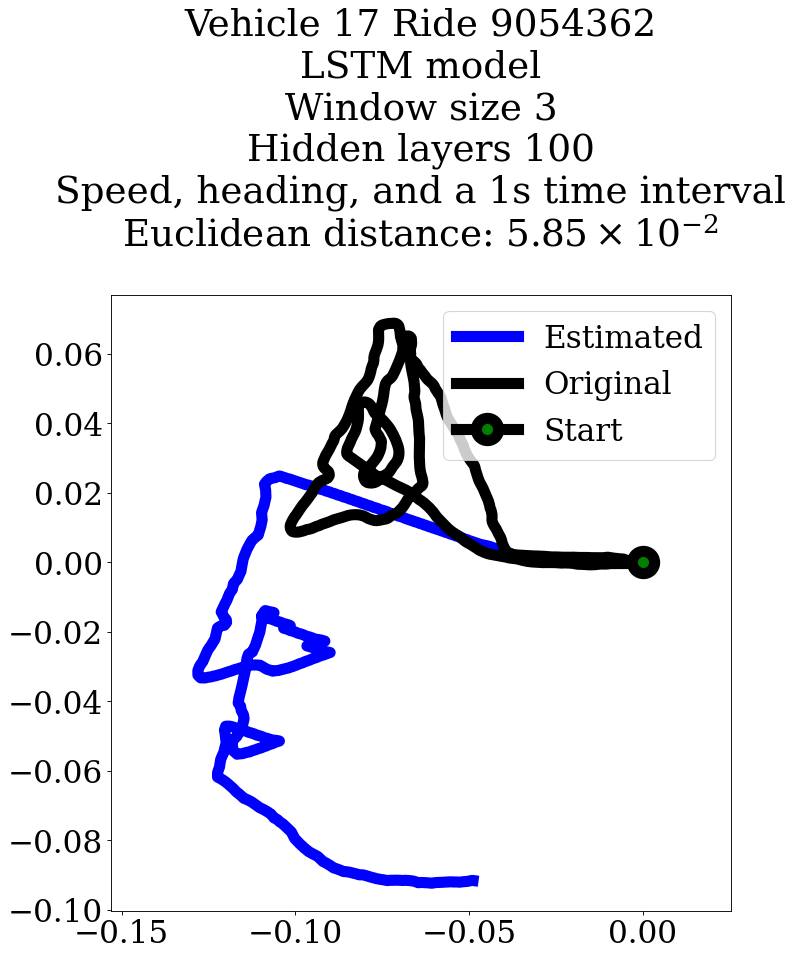 Vehicle 17 Ride 9054362
LSTM model
Window size 3
Hidden layers 100
Speed, heading, and a 1s time interval
Euclidean distance: 5.85 × 10⁻²
Estimated
Original
Start
0.06
0.04
0.02
0.00
−0.02
−0.04
−0.06
−0.08
−0.10
−0.15 −0.10 −0.05 0.00